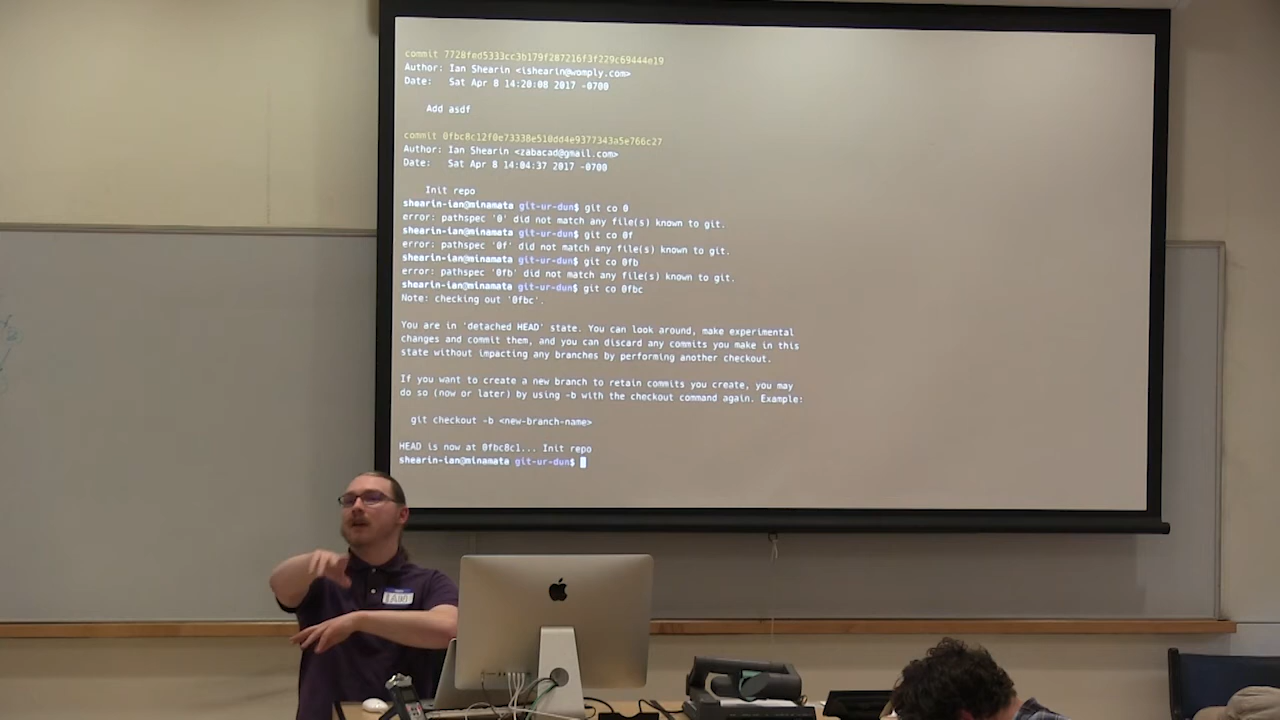 commit 7728fed5333cc3b179f287216f3f229c69444e19
Author: Ian Shearin <ishearin@womply.com>
Date:   Sat Apr 8 14:20:08 2017 -0700
Add asdf
commit 0fbc8c12f0e73338e510dd4e9377343a5e766c27
Author: Ian Shearin <zabacad@gmail.com>
Date:   Sat Apr 8 14:04:37 2017 -0700
Init repo
shearin-ian@minamata git-ur-dun$ git co 0
error: pathspec '0' did not match any file(s) known to git.
shearin-ian@minamata git-ur-dun$ git co 0f
error: pathspec '0f' did not match any file(s) known to git.
shearin-ian@minamata git-ur-dun$ git co 0fb
error: pathspec '0fb' did not match any file(s) known to git.
shearin-ian@minamata git-ur-dun$ git co 0fbc
Note: checking out '0fbc'.
You are in 'detached HEAD' state. You can look around, make experimental
changes and commit them, and you can discard any commits you make in this
state without impacting any branches by performing another checkout.
If you want to create a new branch to retain commits you create, you may
do so (now or later) by using -b with the checkout command again. Example:
git checkout -b <new-branch-name>
HEAD is now at 0fbc8c1... Init repo
shearin-ian@minamata git-ur-dun$